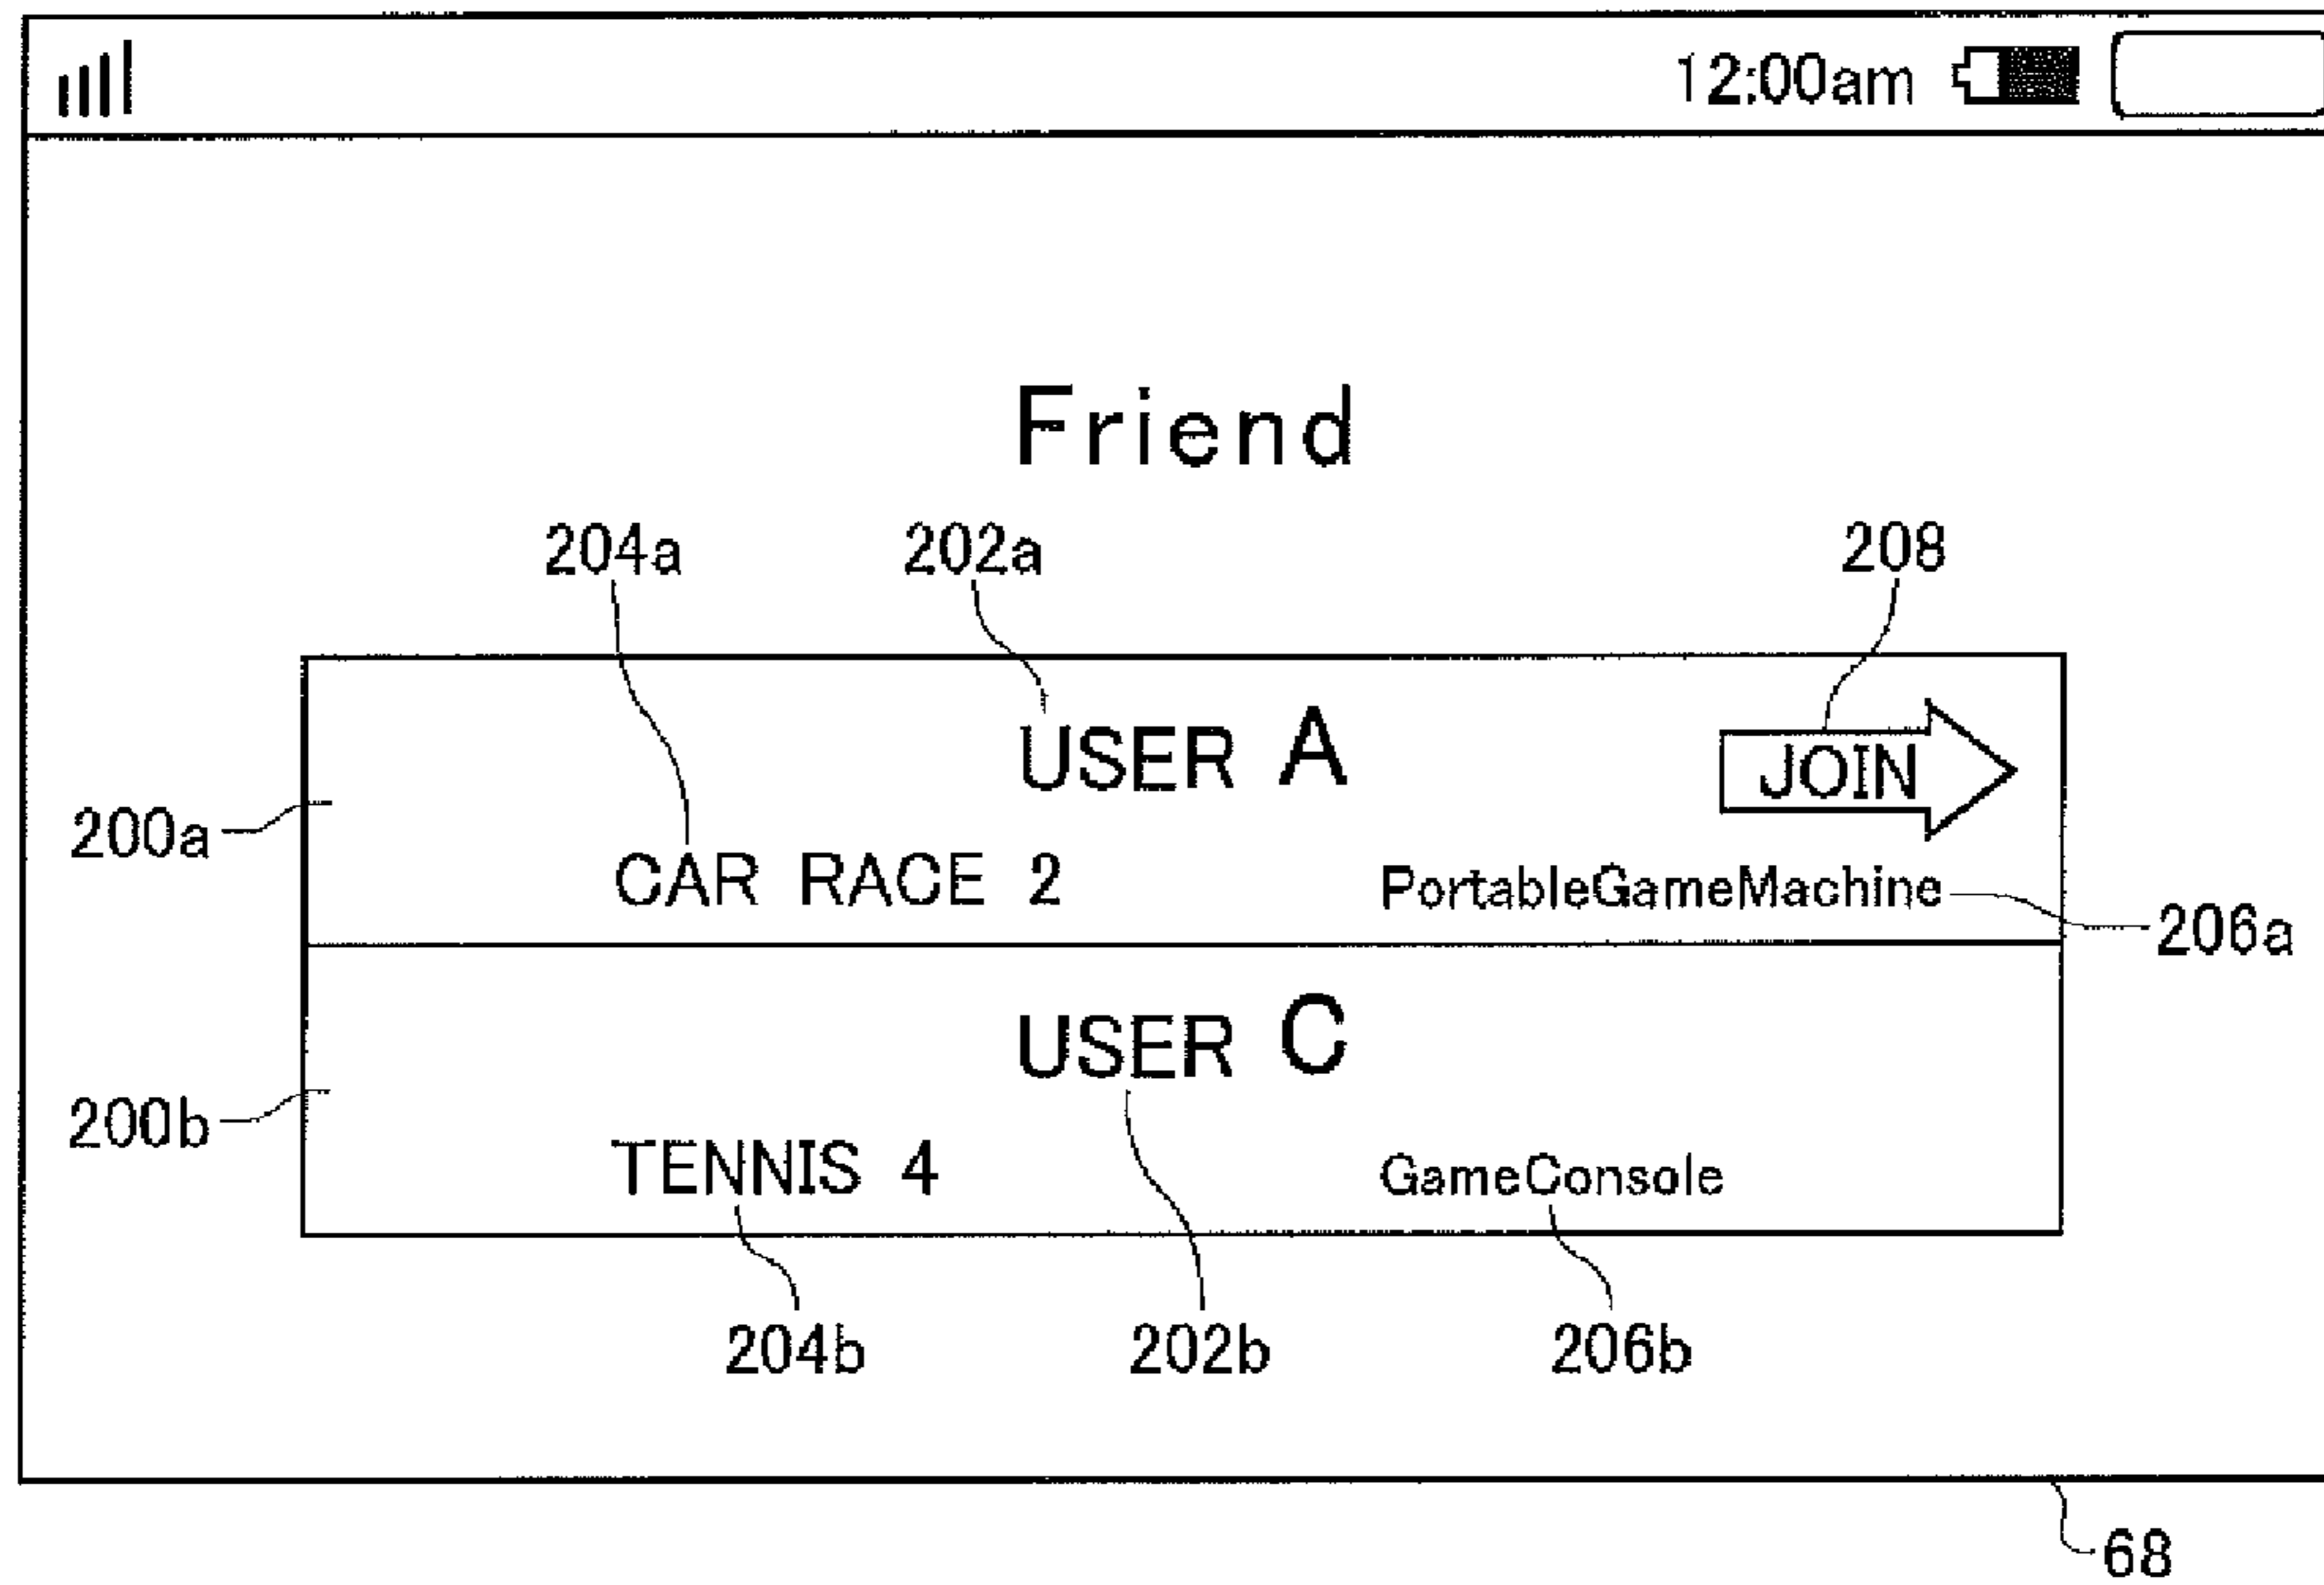 12:00am
Friend
204a 202a 208
USER A
JOIN
200a
CAR RACE 2 PortableGameMachine
206a
USER C
200b
TENNIS 4 GameConsole
204b 202b 206b
68